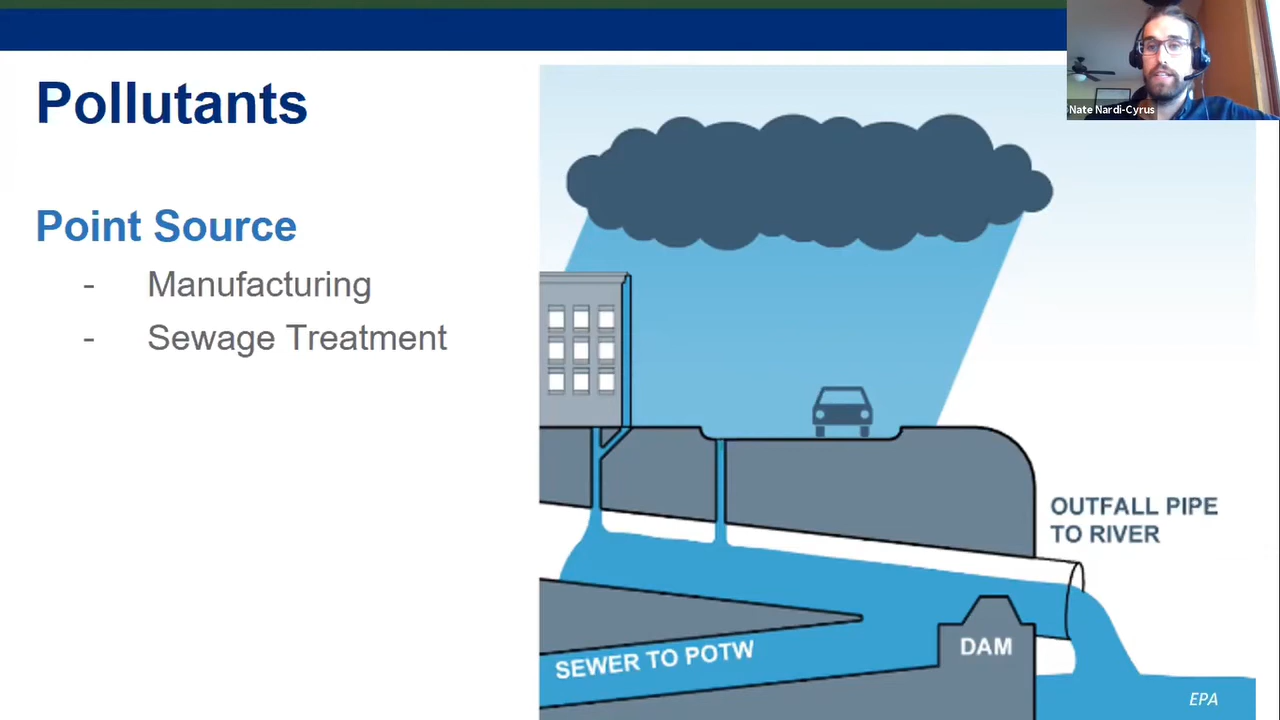 Pollutants
Nate Nardi-Cyrus
Point Source
- Manufacturing
- Sewage Treatment
OUTFALL PIPE
TO RIVER
DAM
SEWER TO POTW
EPA